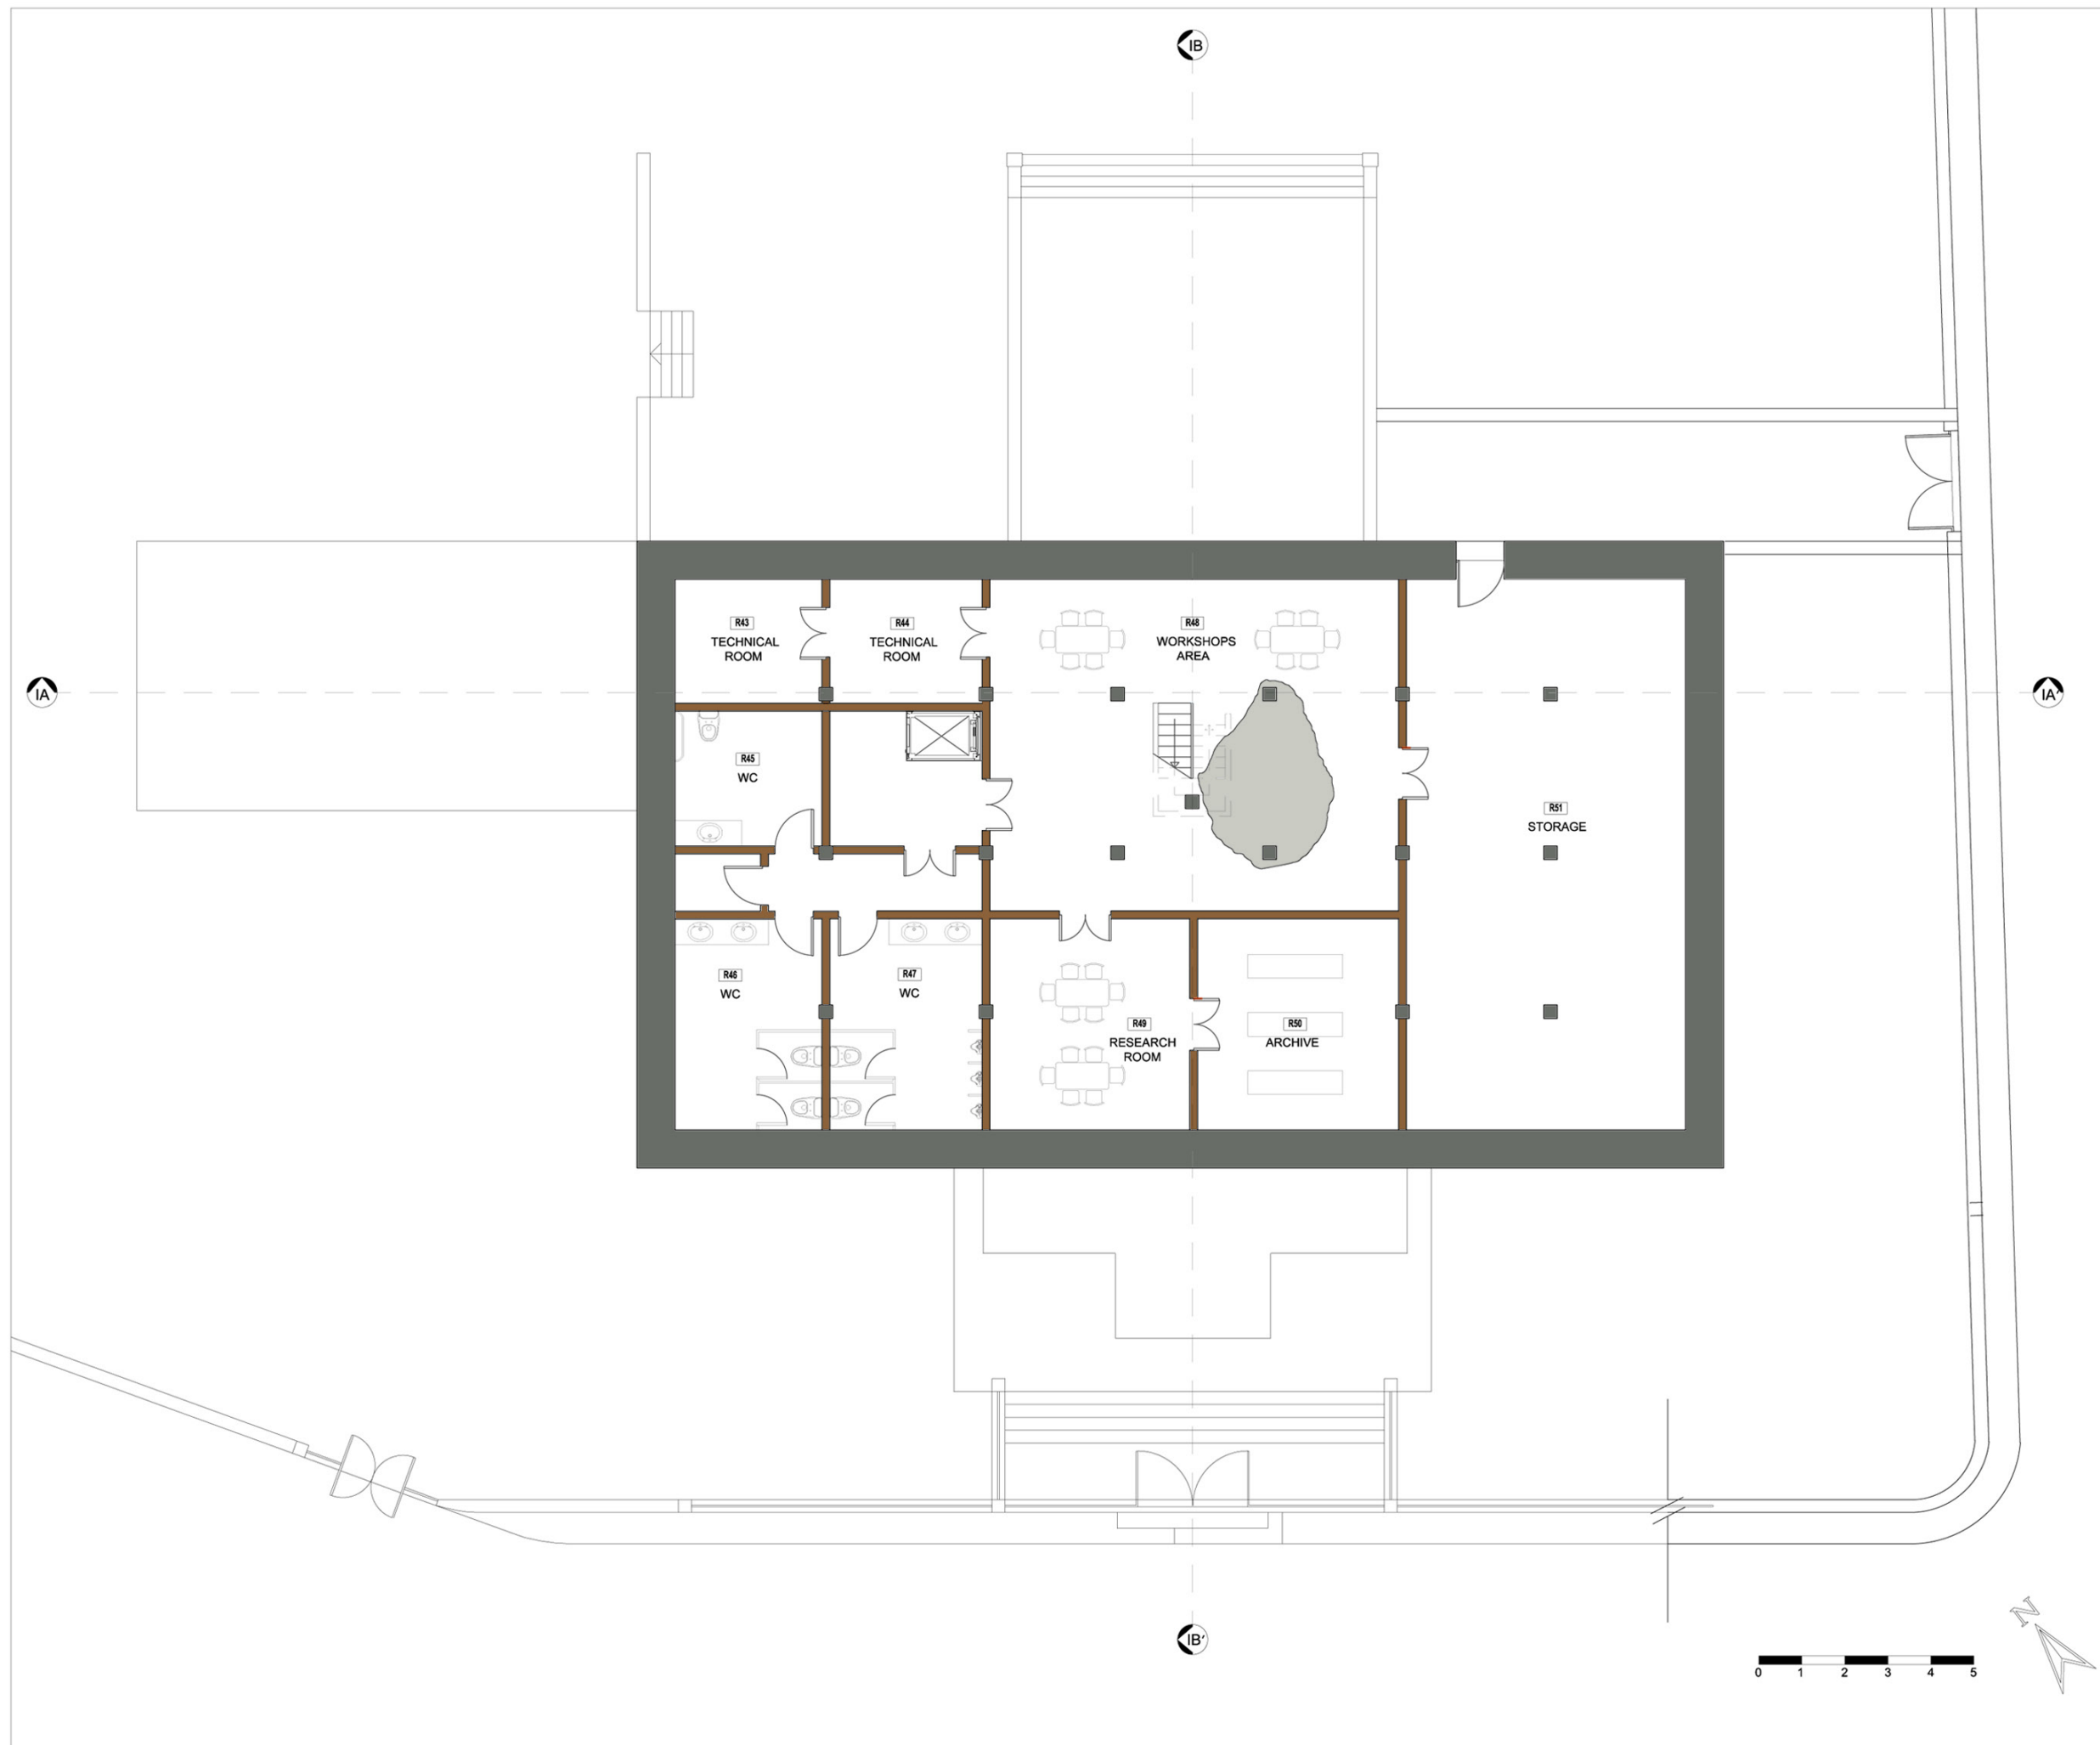 IB
R43
TECHNICAL
ROOM
R44
TECHNICAL
ROOM
R48
WORKSHOPS
AREA
IA
IA'
R45
WC
R51
STORAGE
R46
WC
R47
WC
R49
RESEARCH
ROOM
R50
ARCHIVE
IB'
N
0 1 2 3 4 5